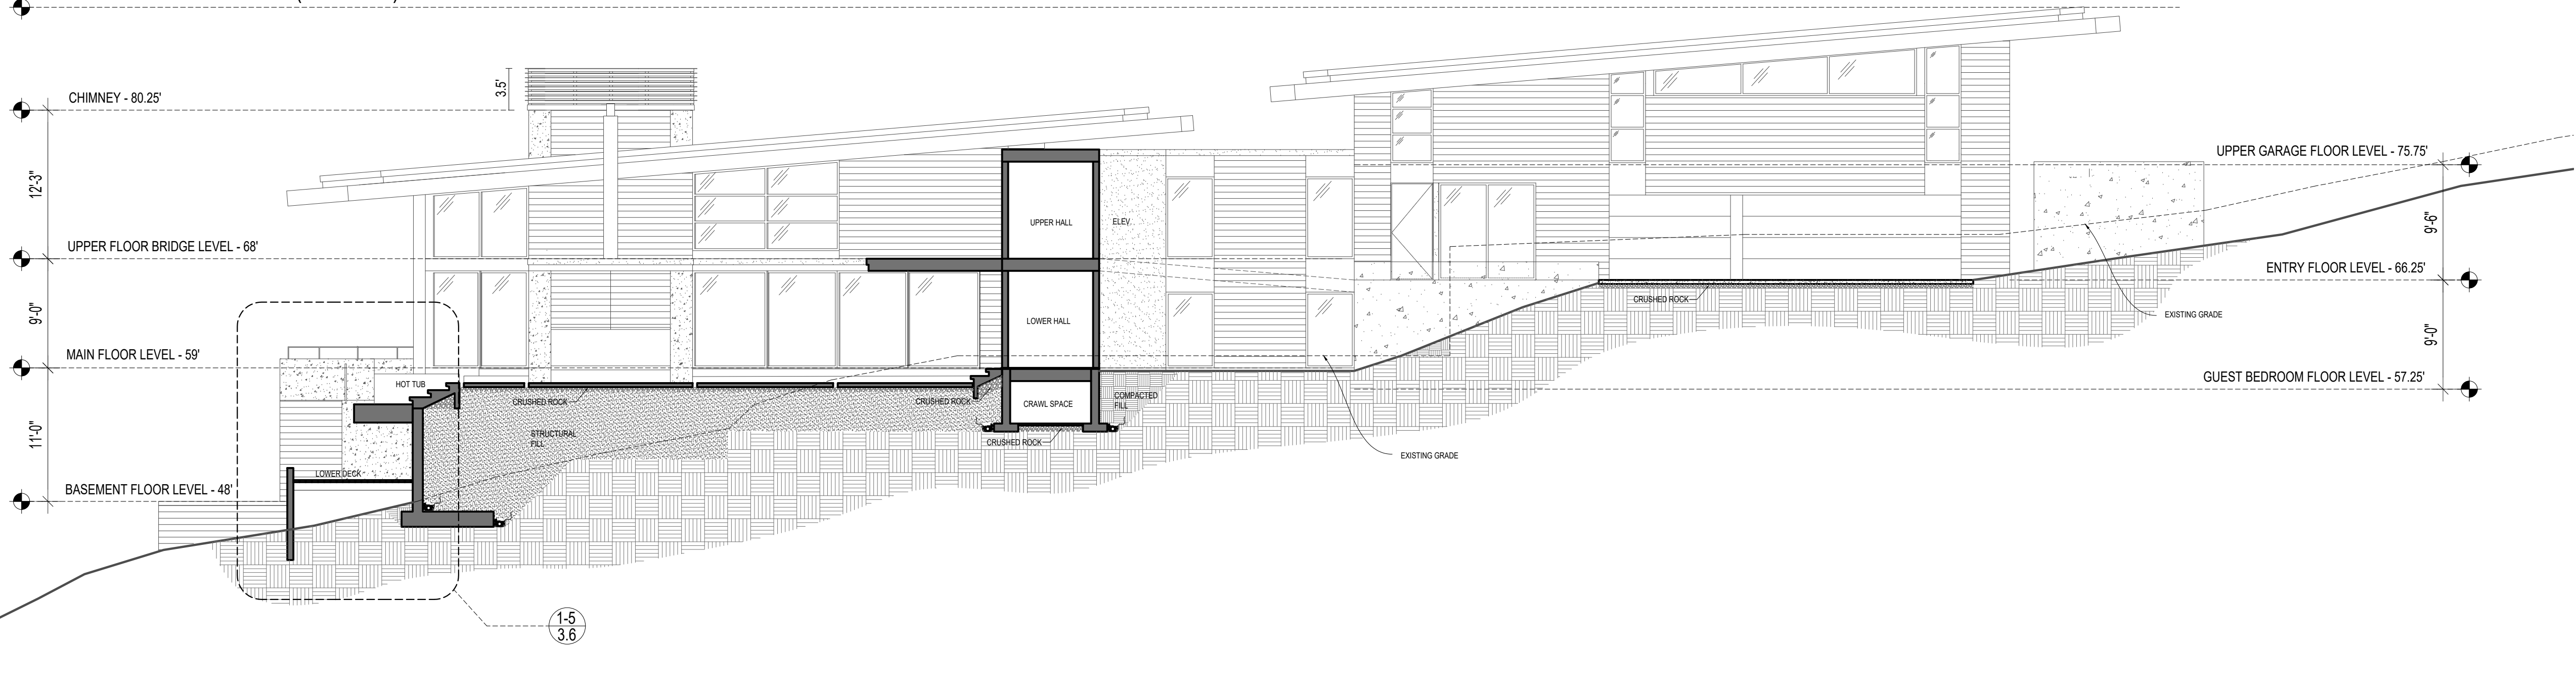 3.5'
CHIMNEY - 80.25'
12'-3"
UPPER GARAGE FLOOR LEVEL - 75.75'
UPPER HALL
ELEV.
9'-6"
UPPER FLOOR BRIDGE LEVEL - 68'
ENTRY FLOOR LEVEL - 66.25'
CRUSHED ROCK
EXISTING GRADE
9'-0"
LOWER HALL
9'-0"
MAIN FLOOR LEVEL - 59'
GUEST BEDROOM FLOOR LEVEL - 57.25'
HOT TUB
CRUSHED ROCK
CRUSHED ROCK
CRAWL SPACE
COMPACTED
FILL
11'-0"
STRUCTURAL
FILL
CRUSHED ROCK
EXISTING GRADE
LOWER DECK
BASEMENT FLOOR LEVEL - 48'
1-5
3.6